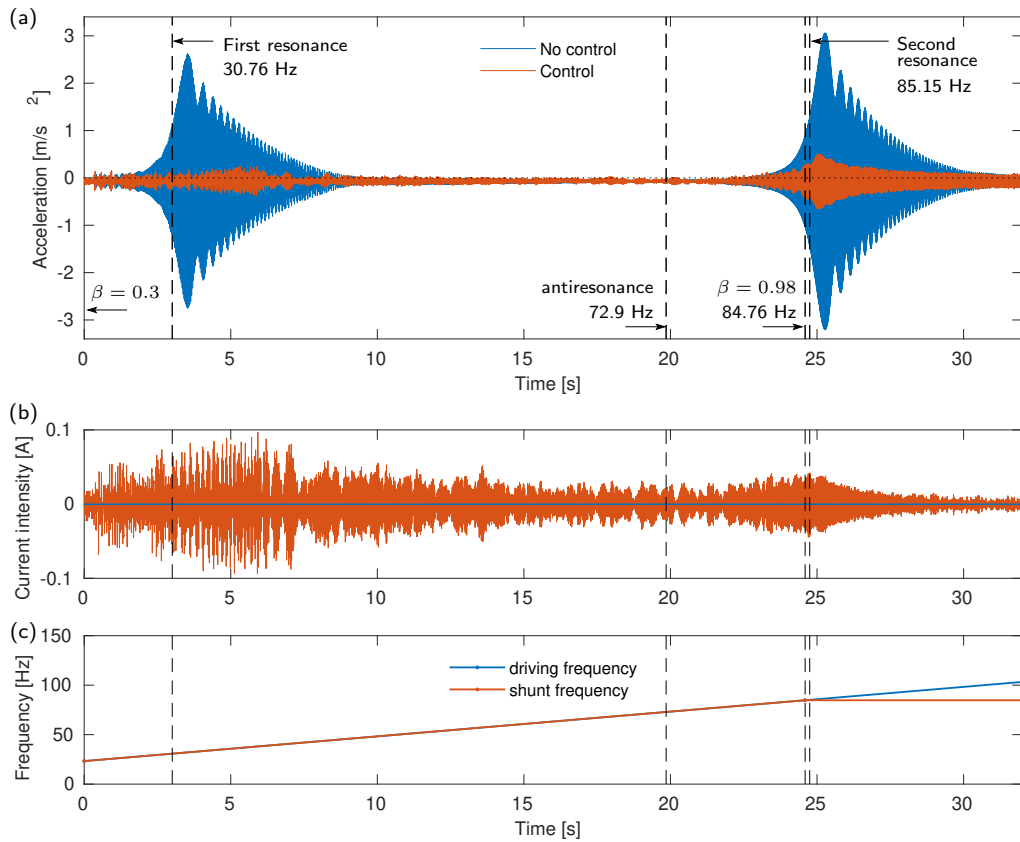 (a)
3
2
1
0
-1
-2
-3
Acceleration [m/s²]
First resonance
30.76 Hz
No control
Control
Second
resonance
85.15 Hz
β = 0.3
antiresonance
72.9 Hz
β = 0.98
84.76 Hz
0 5 10 15 20 25 30
Time [s]
(b)
0.1
0
-0.1
Current intensity [A]
0 5 10 15 20 25 30
(c)
150
100
50
0
Frequency [Hz]
driving frequency
shunt frequency
0 5 10 15 20 25 30
Time [s]